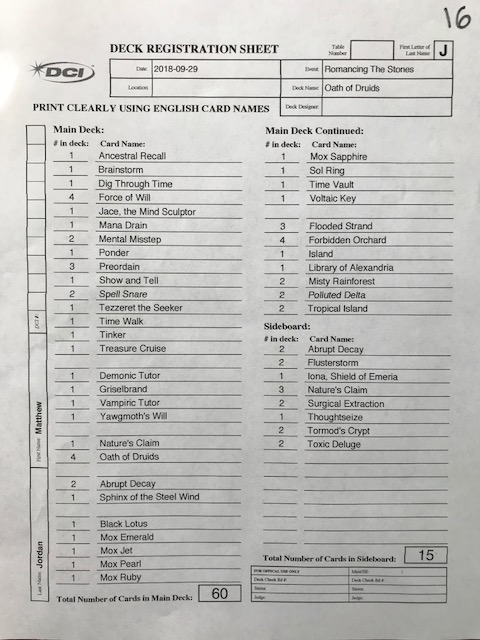 16
DECK REGISTRATION SHEET
Table Number
First Letter of Last Name
J
DCI
Date: 2018-09-29
Event: Romancing The Stones
Location:
Deck Name: Oath of Druids
PRINT CLEARLY USING ENGLISH CARD NAMES
Deck Designer:
Main Deck:
# in deck: Card Name:
1 Ancestral Recall
1 Brainstorm
1 Dig Through Time
4 Force of Will
1 Jace, the Mind Sculptor
1 Mana Drain
2 Mental Misstep
1 Ponder
3 Preordain
1 Show and Tell
2 Spell Snare
1 Tezzeret the Seeker
1 Time Walk
1 Tinker
1 Treasure Cruise
1 Demonic Tutor
1 Griselbrand
1 Vampiric Tutor
1 Yawgmoth's Will
1 Nature's Claim
4 Oath of Druids
2 Abrupt Decay
1 Sphinx of the Steel Wind
1 Black Lotus
1 Mox Emerald
1 Mox Jet
1 Mox Pearl
1 Mox Ruby
Total Number of Cards in Main Deck: 60
Main Deck Continued:
# in deck: Card Name:
1 Mox Sapphire
1 Sol Ring
1 Time Vault
1 Voltaic Key
3 Flooded Strand
4 Forbidden Orchard
1 Island
1 Library of Alexandria
2 Misty Rainforest
2 Polluted Delta
2 Tropical Island
Sideboard:
# in deck: Card Name:
2 Abrupt Decay
2 Flusterstorm
1 Iona, Shield of Emeria
3 Nature's Claim
2 Surgical Extraction
1 Thoughtseize
2 Tormod's Crypt
2 Toxic Deluge
Total Number of Cards in Sideboard: 15
FOR OFFICIAL USE ONLY
Deck Check Rd #:
Deck Check Rd #:
Status:
Status:
Judge:
Judge:
DCI #:
First Name: Matthew
Last Name: Jordan